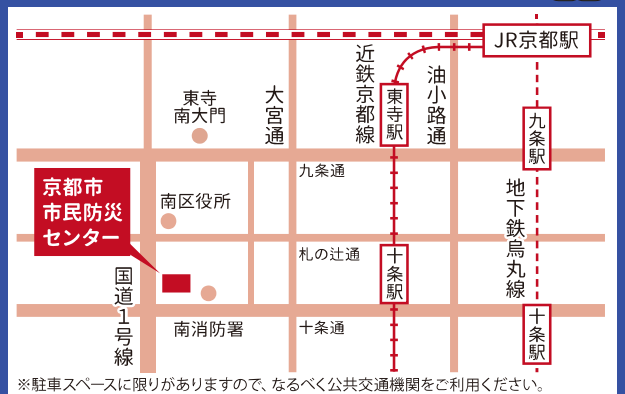 JR京都駅
近鉄京都線
油小路通
東寺駅
大宮通
東寺
南大門
九条駅
九条通
京都市
市民防災
センター
南区役所
地下鉄烏丸線
札の辻通
十条駅
国道1号線
南消防署
十条通
十条駅
※駐車スペースに限りがありますので、なるべく公共交通機関をご利用ください。